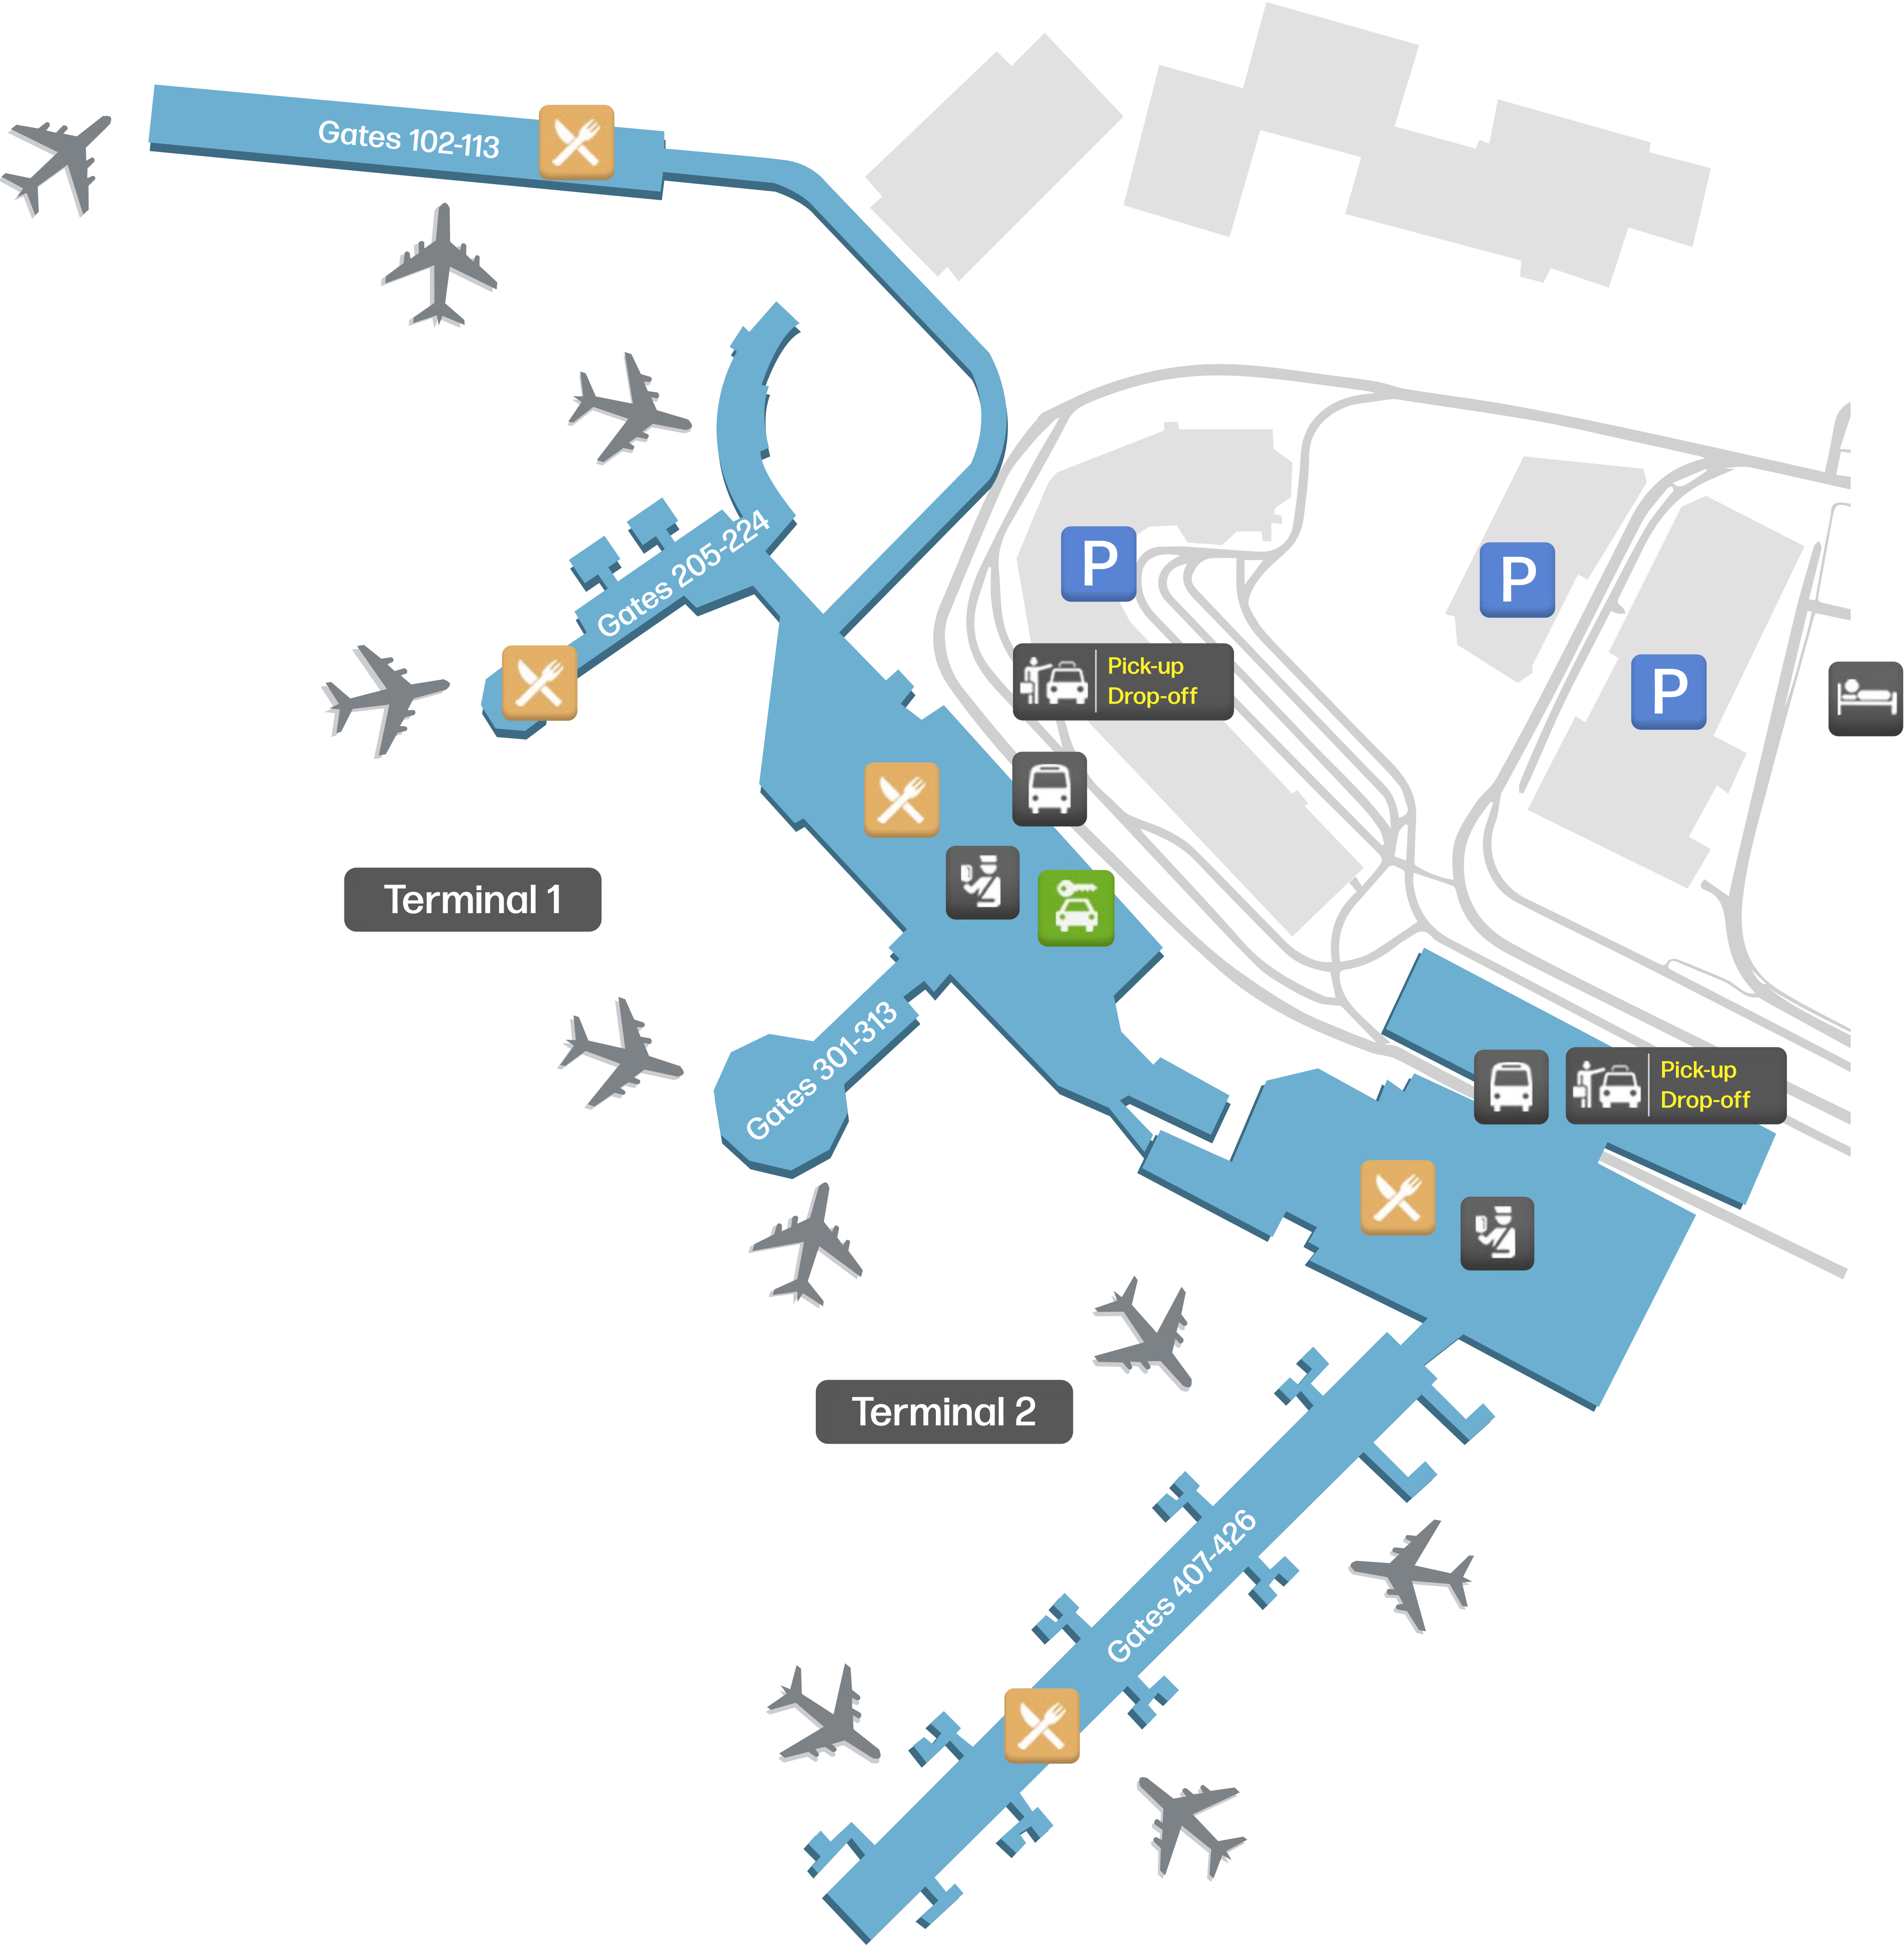 Gates 102-113
Gates 205-224
P
P
P
Pick-up
Drop-off
Terminal 1
Gates 301-313
Pick-up
Drop-off
Terminal 2
Gates 407-426